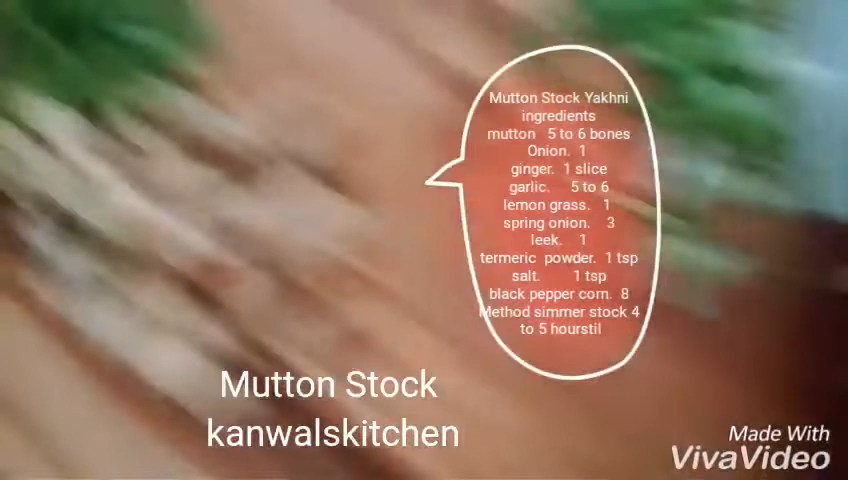 Mutton Stock Yakhni
ingredients
mutton 5 to 6 bones
Onion. 1
ginger. 1 slice
garlic. 5 to 6
lemon grass. 1
spring onion. 3
leek. 1
termeric powder. 1 tsp
salt. 1 tsp
black pepper corn. 8
Method simmer stock 4
to 5 hourstil
Mutton Stock
kanwalskitchen
Made With
VivaVideo